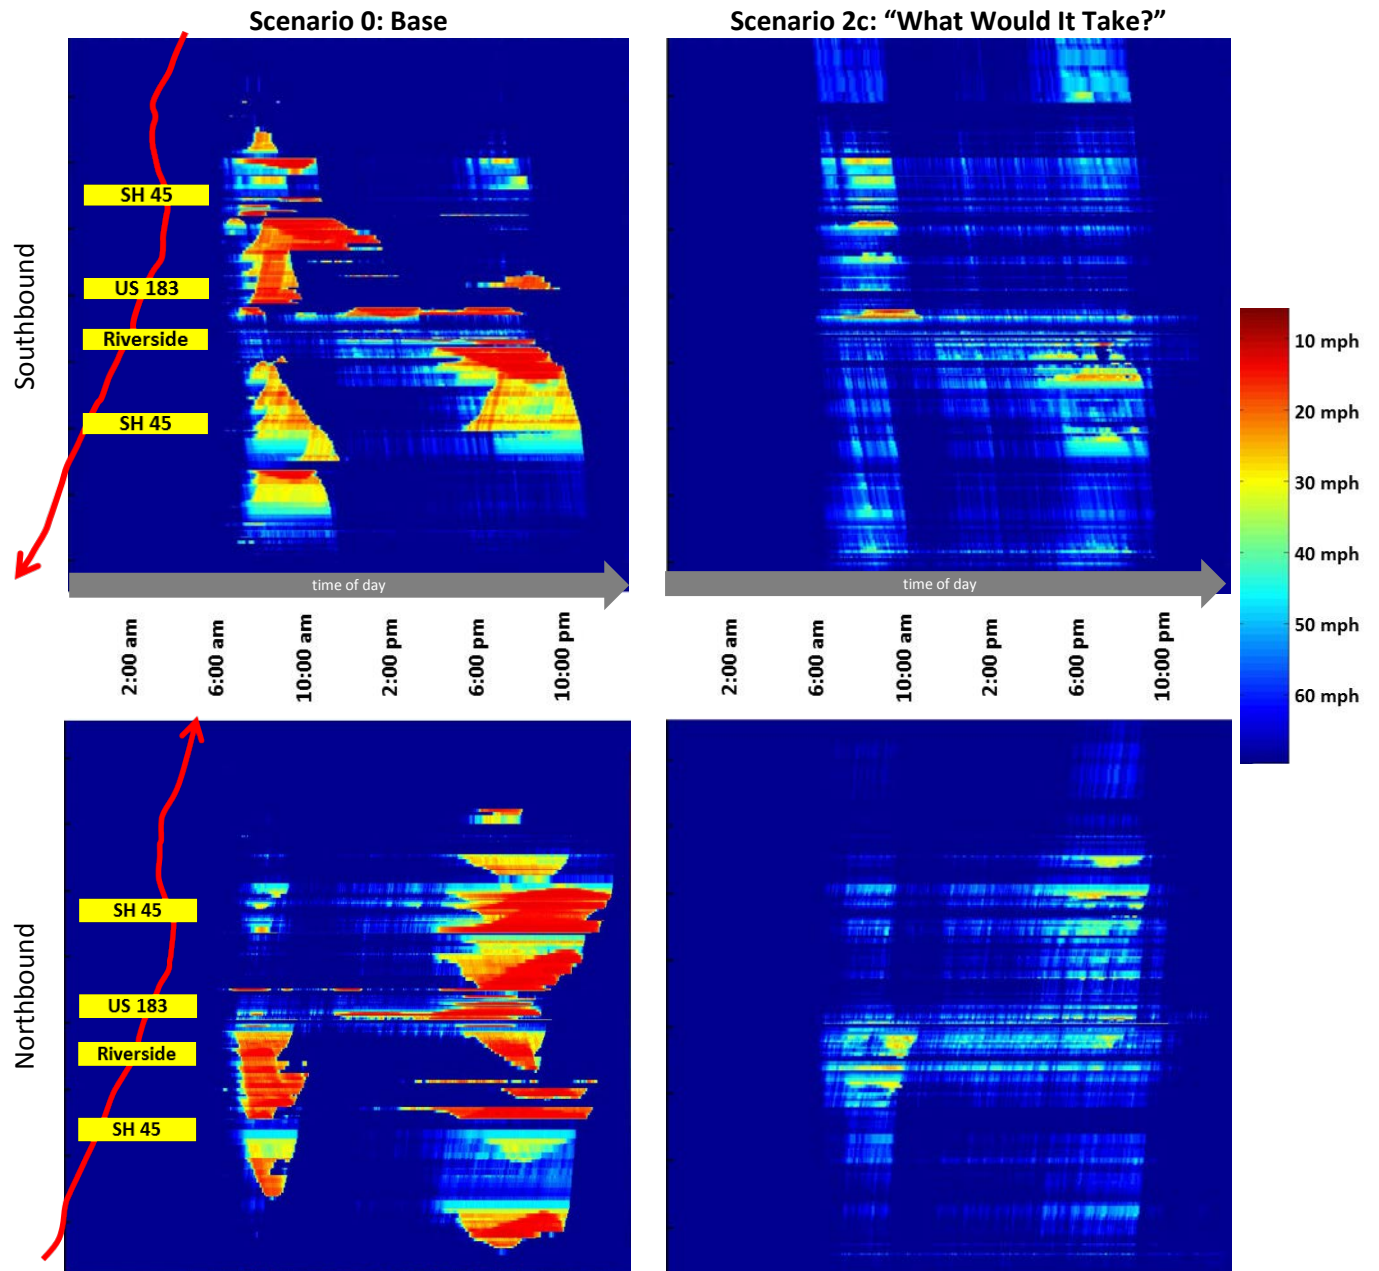 Scenario 0: Base
Scenario 2c: “What Would It Take?”
Southbound
SH 45
US 183
Riverside
SH 45
time of day
time of day
2:00 am
6:00 am
10:00 am
2:00 pm
6:00 pm
10:00 pm
2:00 am
6:00 am
10:00 am
2:00 pm
6:00 pm
10:00 pm
10 mph
20 mph
30 mph
40 mph
50 mph
60 mph
Northbound
SH 45
US 183
Riverside
SH 45